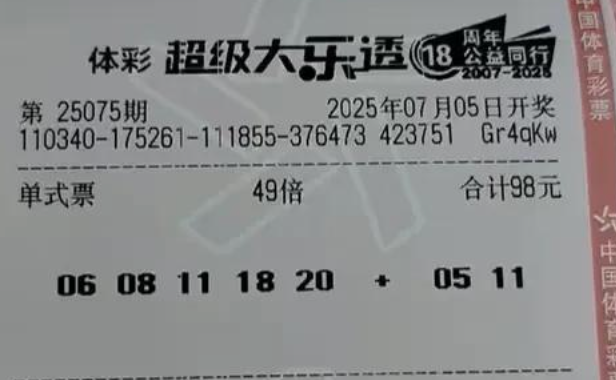 体彩 超级大乐透 18 周年 公益同行 2007-2025
第 25075期 2025年07月05日开奖
110340-175261-111855-376473 423751 Gr4qKw
单式票 49倍 合计98元
06 08 11 18 20 + 05 11
中国体育彩票
中国体育彩